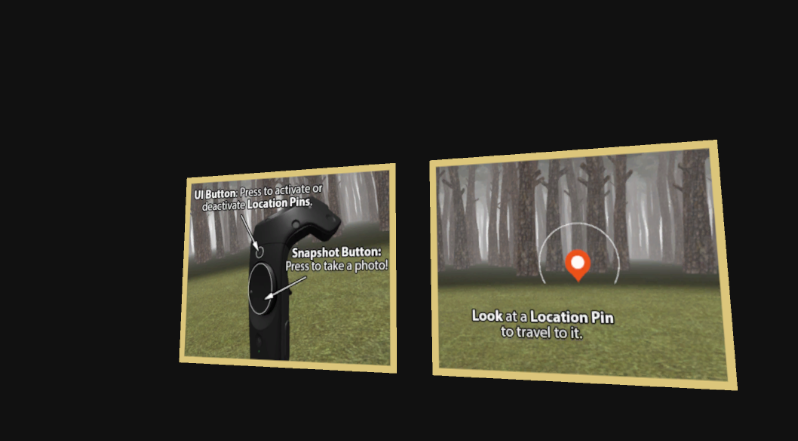 UI Button: Press to activate or
deactivate Location Pins.
Snapshot Button:
Press to take a photo!
Look at a Location Pin
to travel to it.